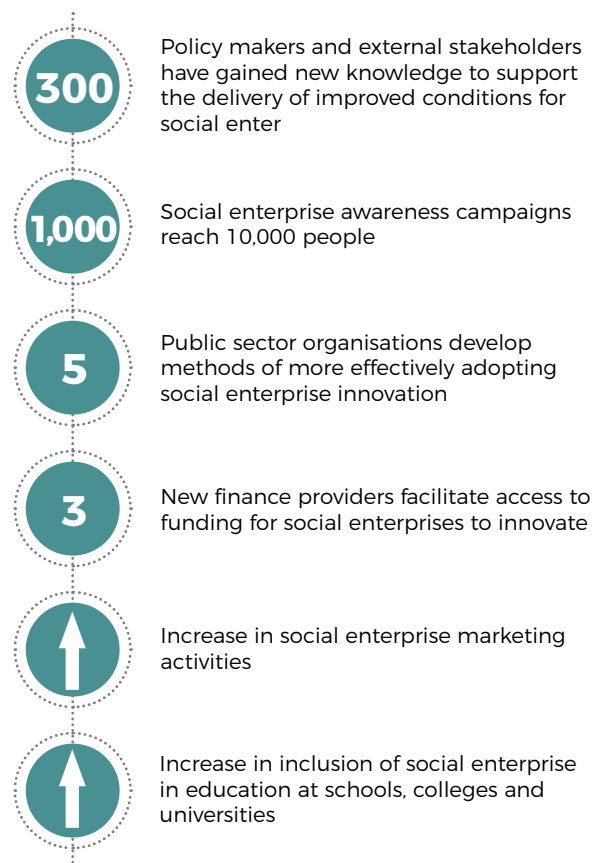 300
Policy makers and external stakeholders
have gained new knowledge to support
the delivery of improved conditions for
social enter
1,000
Social enterprise awareness campaigns
reach 10,000 people
5
Public sector organisations develop
methods of more effectively adopting
social enterprise innovation
3
New finance providers facilitate access to
funding for social enterprises to innovate
Increase in social enterprise marketing
activities
Increase in inclusion of social enterprise
in education at schools, colleges and
universities